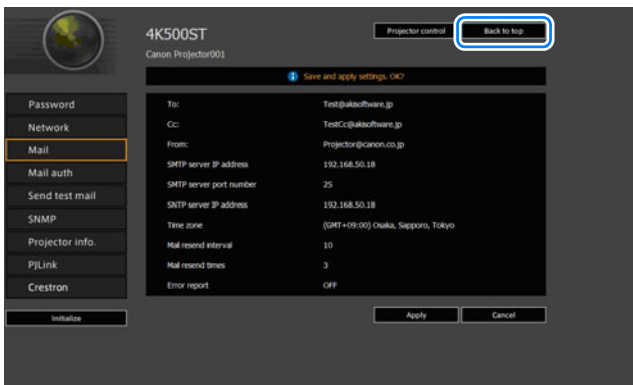 4K500ST
Projector control
Back to top
Canon Projector001
Save and apply settings. OK?
Password
Network
Mail
Mail auth
Send test mail
SNMP
Projector info.
PJLink
Crestron
Initialize
To: Test@akisoftware.jp
Cc: TestCc@akisoftware.jp
From: Projector@canon.co.jp
SMTP server IP address 192.168.50.18
SMTP server port number 25
SNTP server IP address 192.168.50.18
Time zone (GMT+09:00) Osaka, Sapporo, Tokyo
Mail resend interval 10
Mail resend times 3
Error report OFF
Apply
Cancel